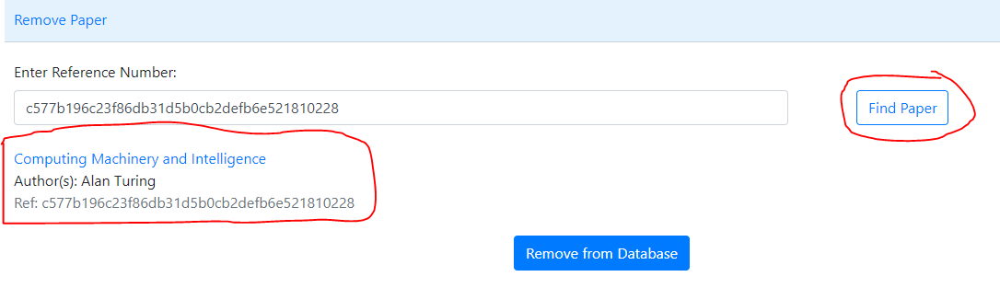 Remove Paper
Enter Reference Number:
c577b196c23f86db31d5b0cb2defb6e521810228
Find Paper
Computing Machinery and Intelligence
Author(s): Alan Turing
Ref: c577b196c23f86db31d5b0cb2defb6e521810228
Remove from Database